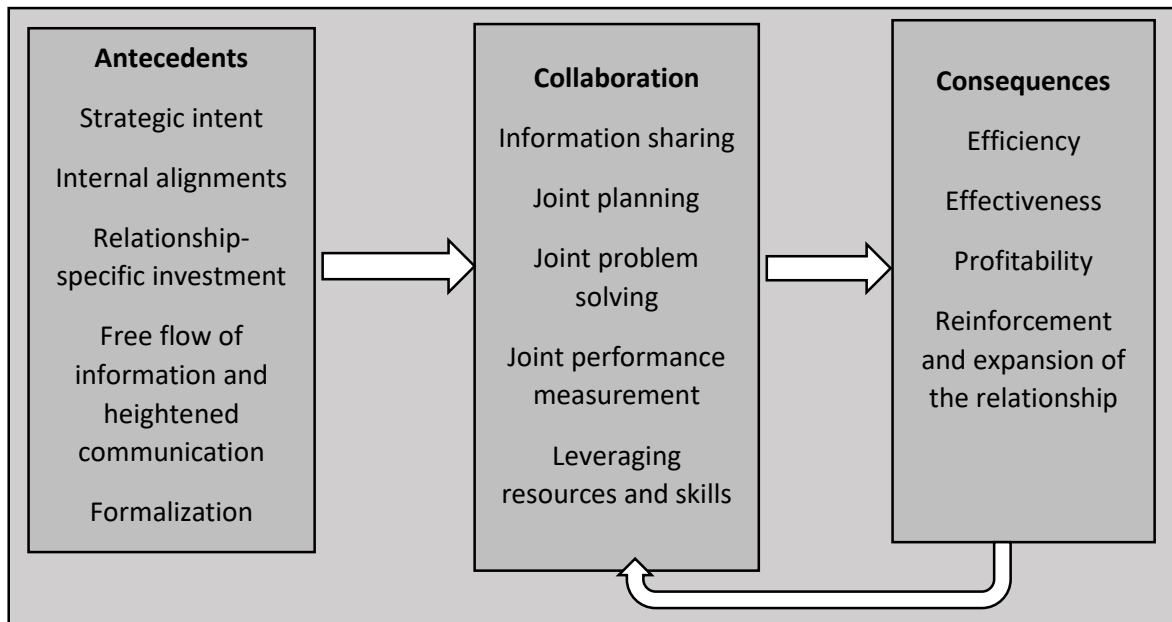 Antecedents
Strategic intent
Internal alignments
Relationship-
specific investment
Free flow of
information and
heightened
communication
Formalization
Collaboration
Information sharing
Joint planning
Joint problem
solving
Joint performance
measurement
Leveraging
resources and skills
Consequences
Efficiency
Effectiveness
Profitability
Reinforcement
and expansion of
the relationship